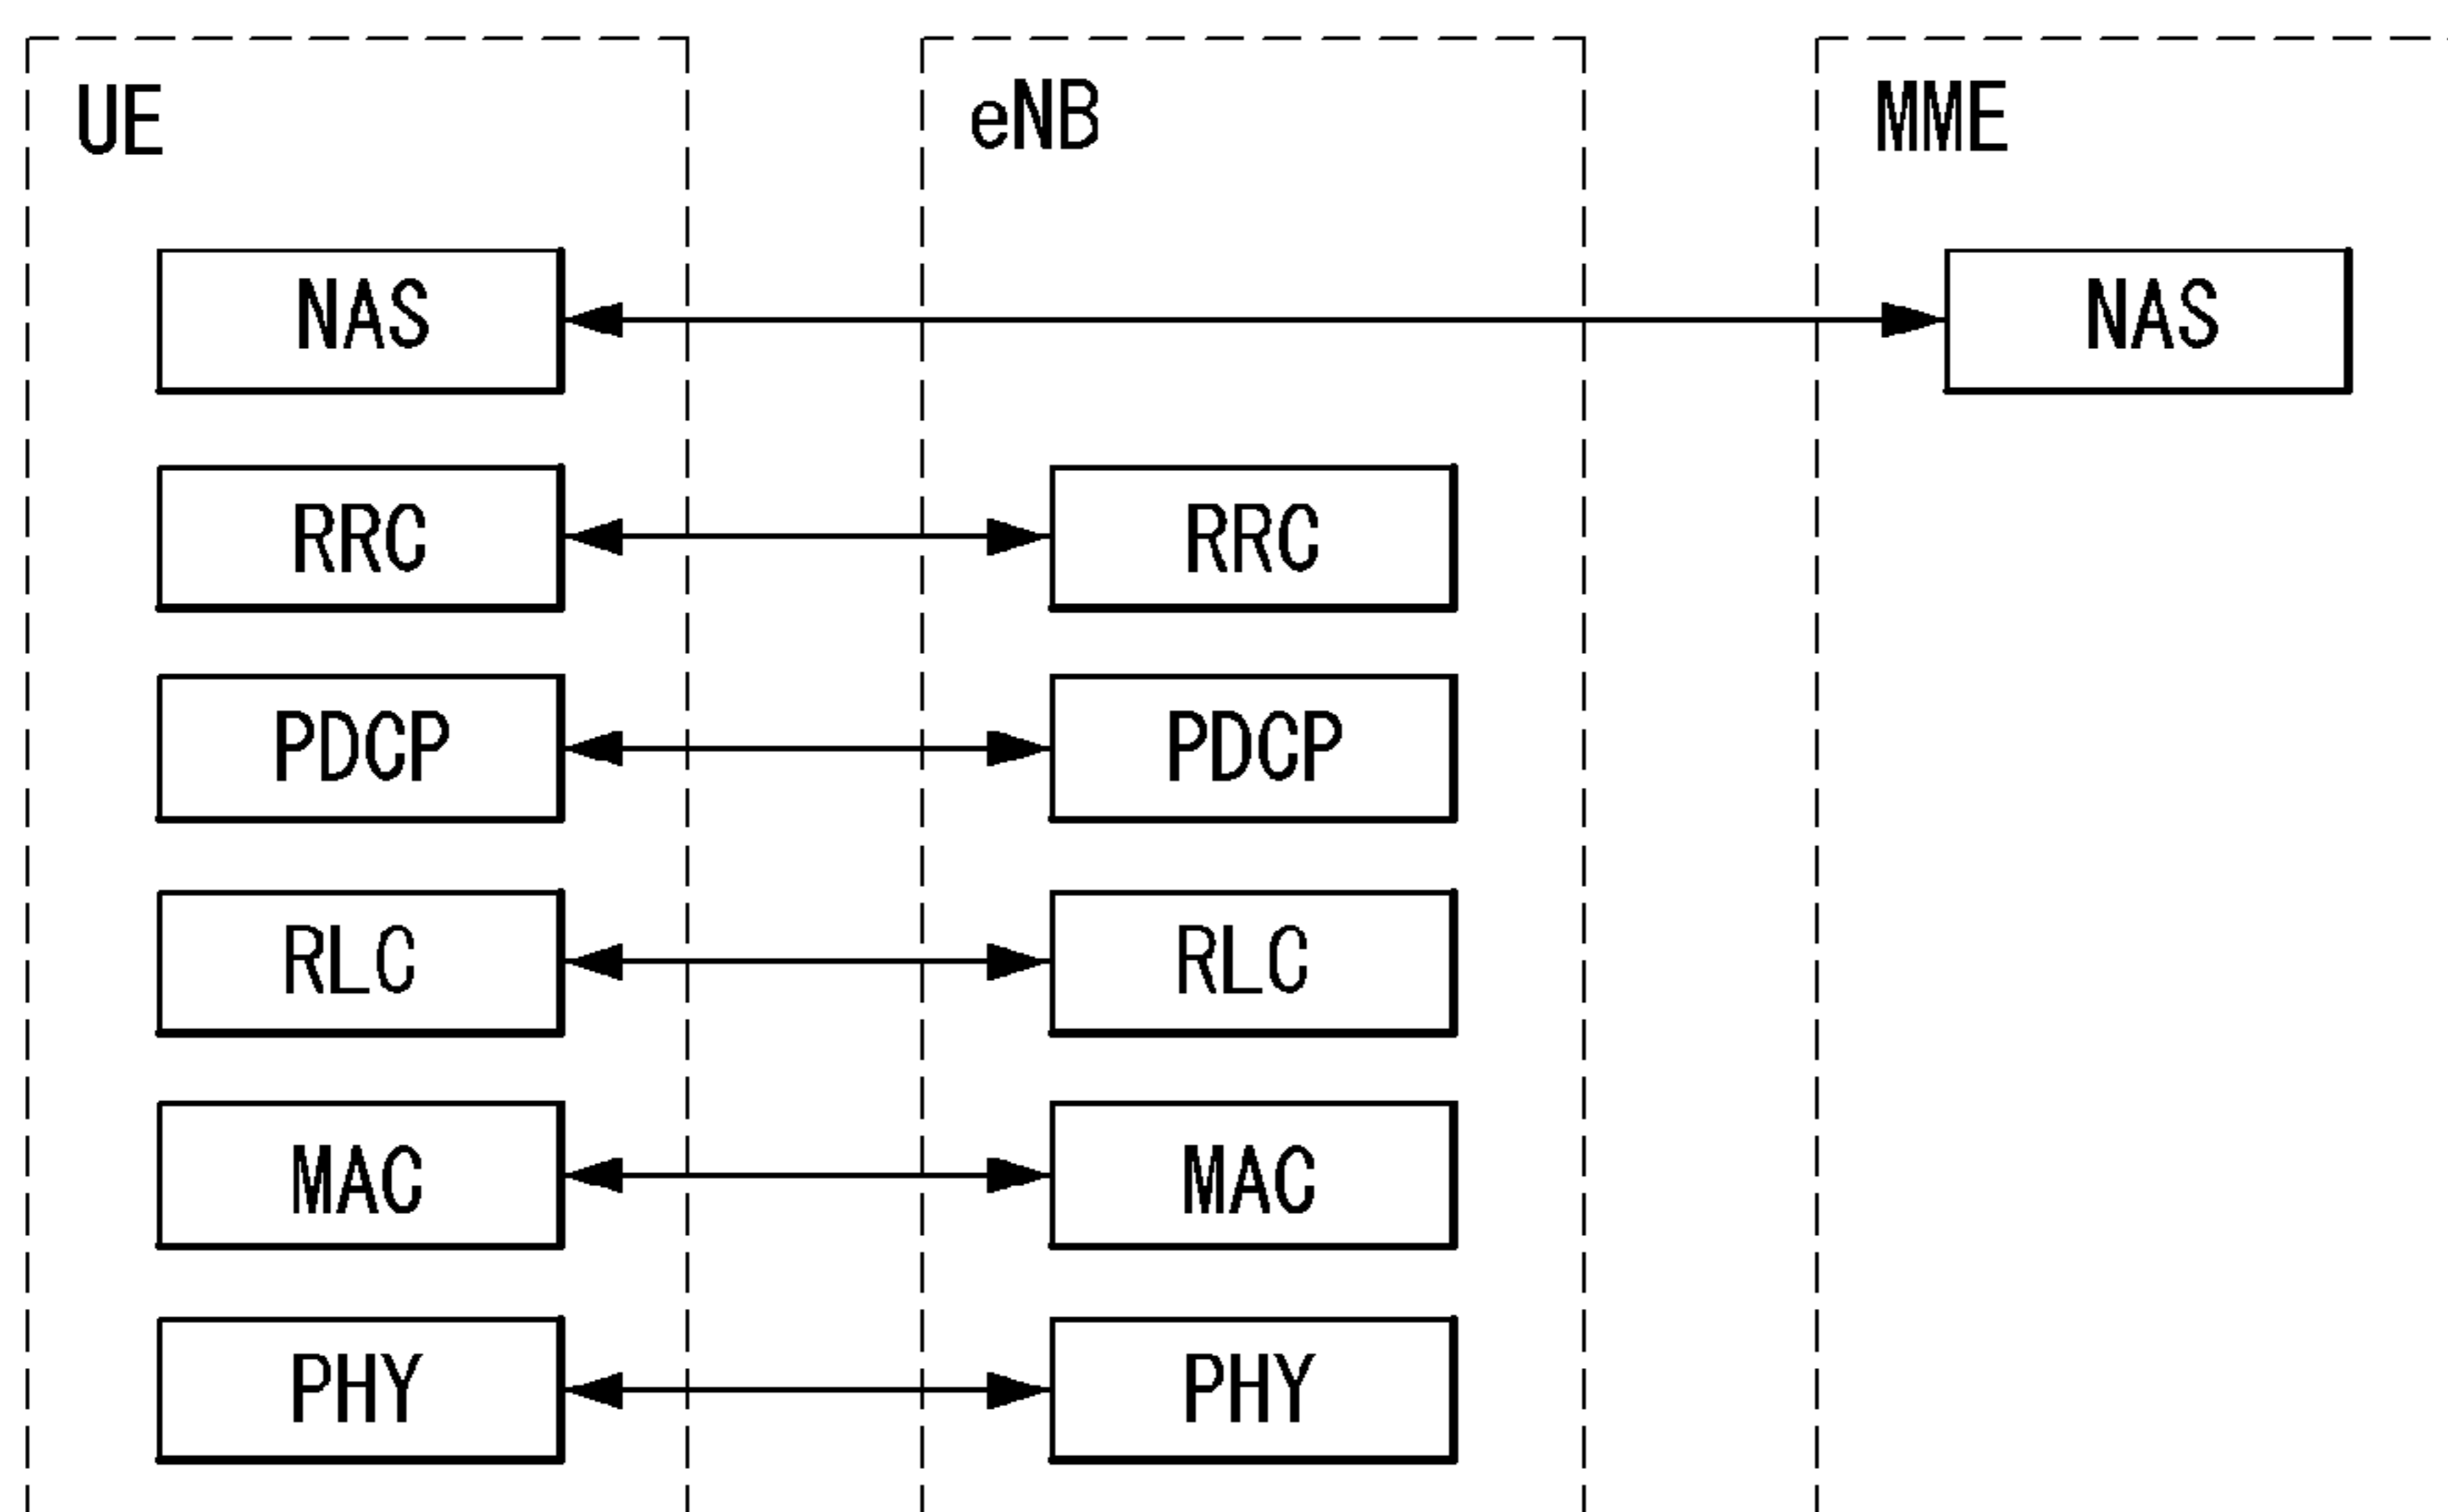 UE eNB MME
NAS NAS
RRC RRC
PDCP PDCP
RLC RLC
MAC MAC
PHY PHY